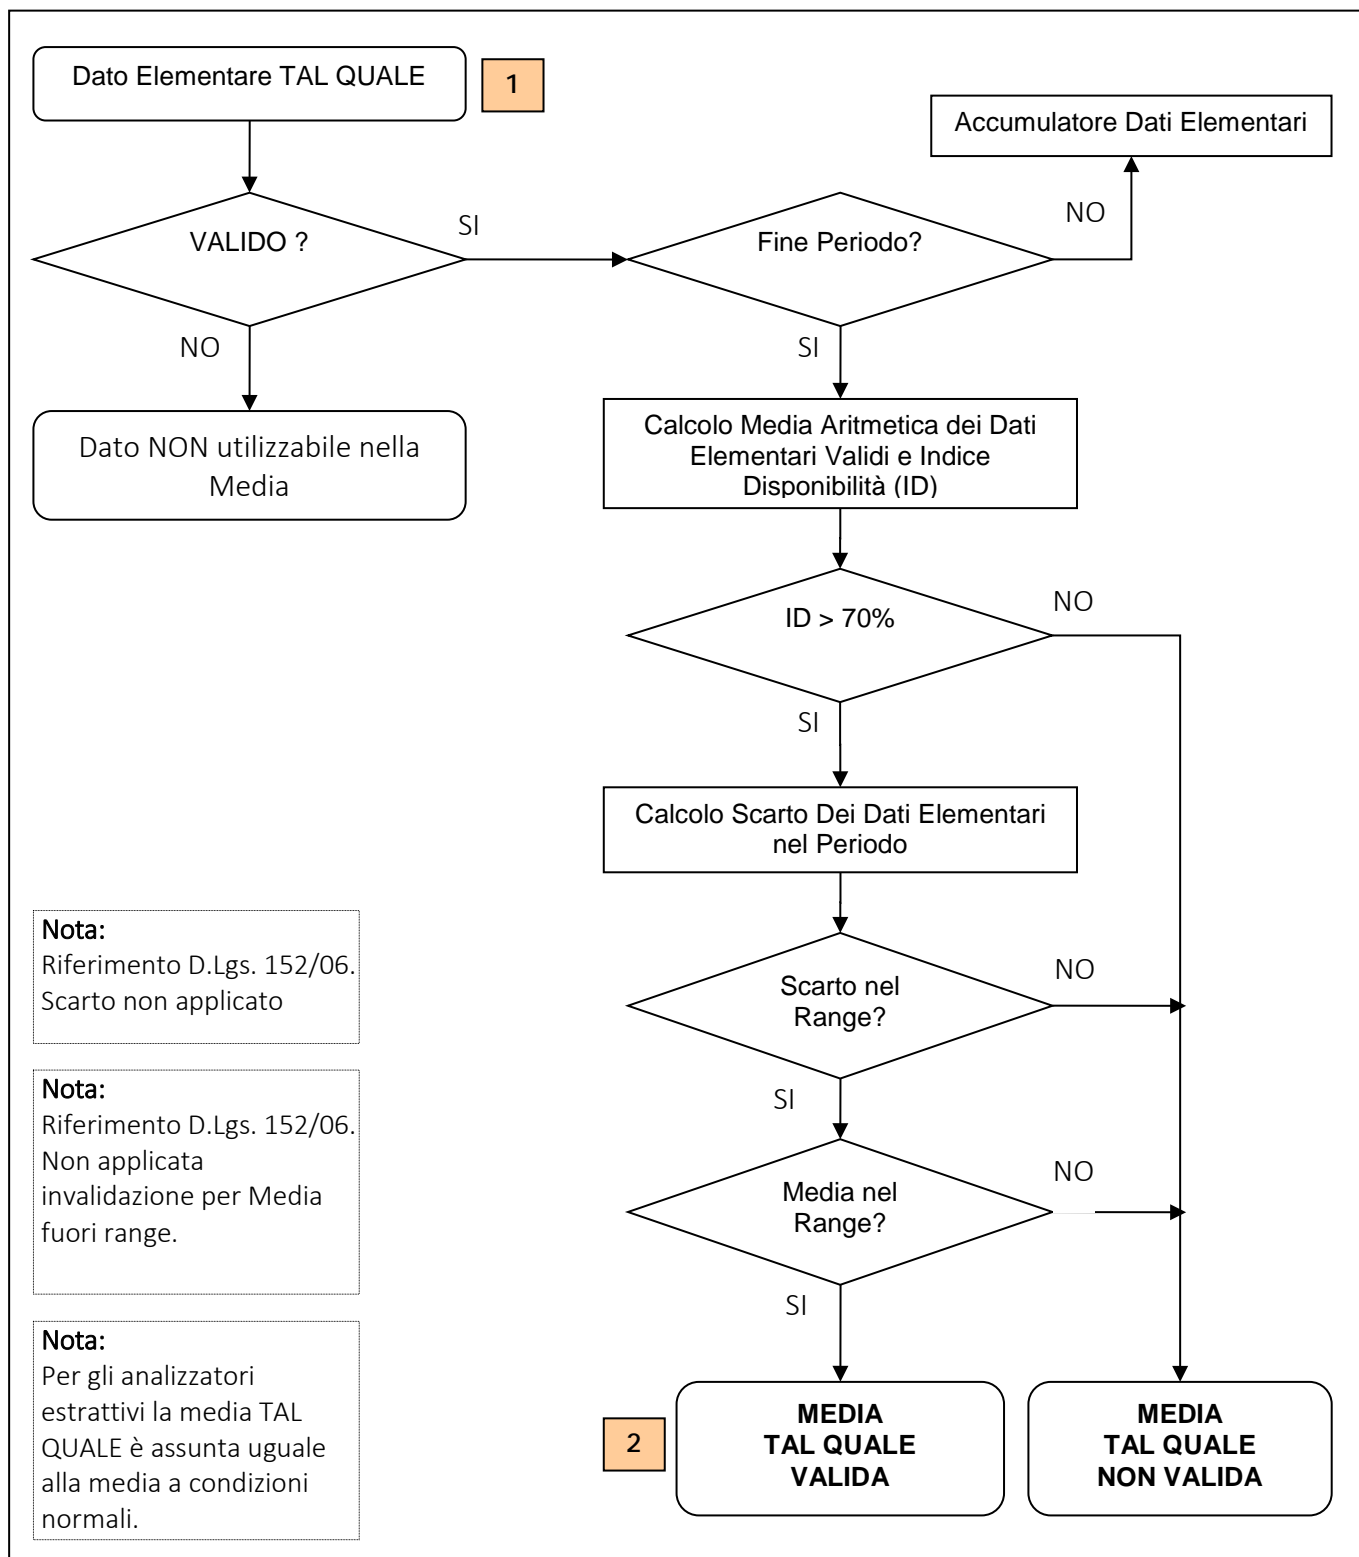 Dato Elementare TAL QUALE
1
Accumulatore Dati Elementari
VALIDO ?
SI
Fine Periodo?
NO
NO
SI
Dato NON utilizzabile nella
Media
Calcolo Media Aritmetica dei Dati
Elementari Validi e Indice
Disponibilità (ID)
ID > 70%
NO
SI
Calcolo Scarto Dei Dati Elementari
nel Periodo
Nota:
Riferimento D.Lgs. 152/06.
Scarto non applicato
Scarto nel
Range?
NO
SI
Nota:
Riferimento D.Lgs. 152/06.
Non applicata
invalidazione per Media
fuori range.
Media nel
Range?
NO
SI
Nota:
Per gli analizzatori
estrattivi la media TAL
QUALE è assunta uguale
alla media a condizioni
normali.
2
MEDIA
TAL QUALE
VALIDA
MEDIA
TAL QUALE
NON VALIDA